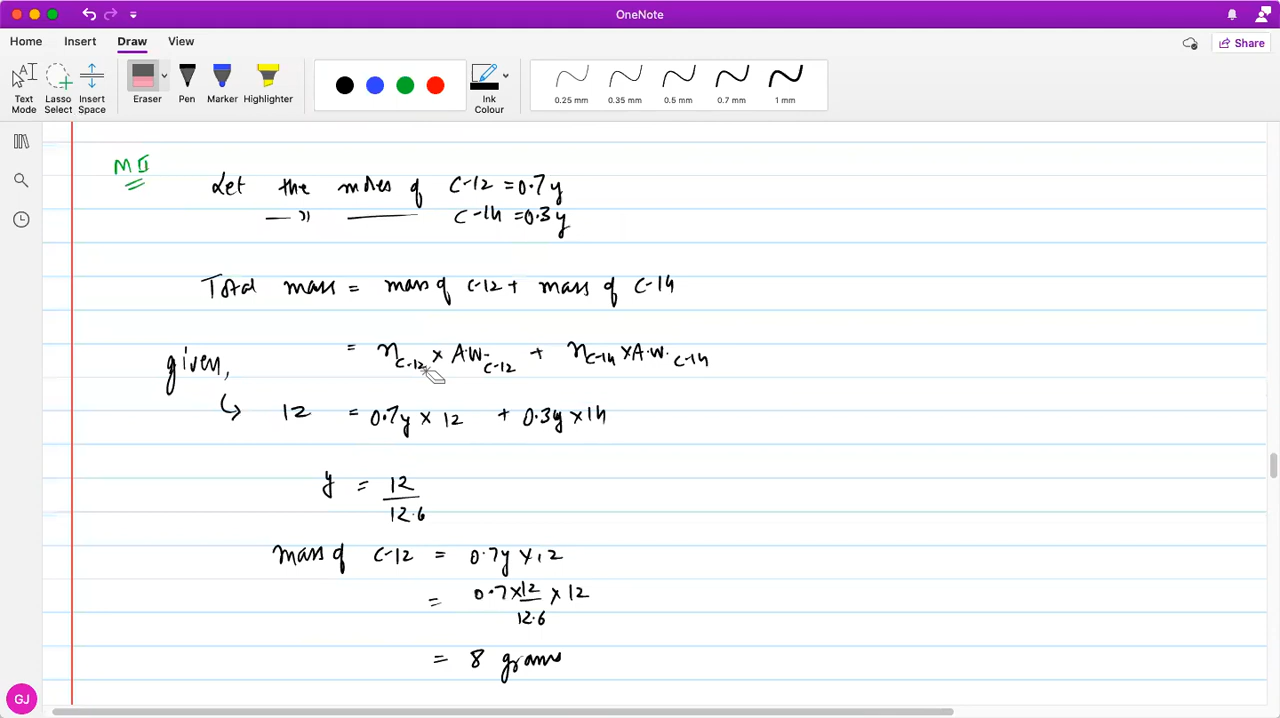 OneNote
Home Insert Draw View
Share
Text Mode
Lasso Select
Insert Space
Eraser
Pen
Marker
Highlighter
Ink Colour
0.25 mm
0.35 mm
0.5 mm
0.7 mm
1 mm
M II
Let the moles of C-12 = 0.7y
— " — C-14 = 0.3y
Total mass = mass of C-12 + mass of C-14
= n C-12 × A.W. C-12 + n C-14 × A.W. C-14
given,
↳ 12 = 0.7y × 12 + 0.3y × 14
y = 12/12.6
mass of C-12 = 0.7y × 12
= 0.7 × 12/12.6 × 12
= 8 grams
GJ